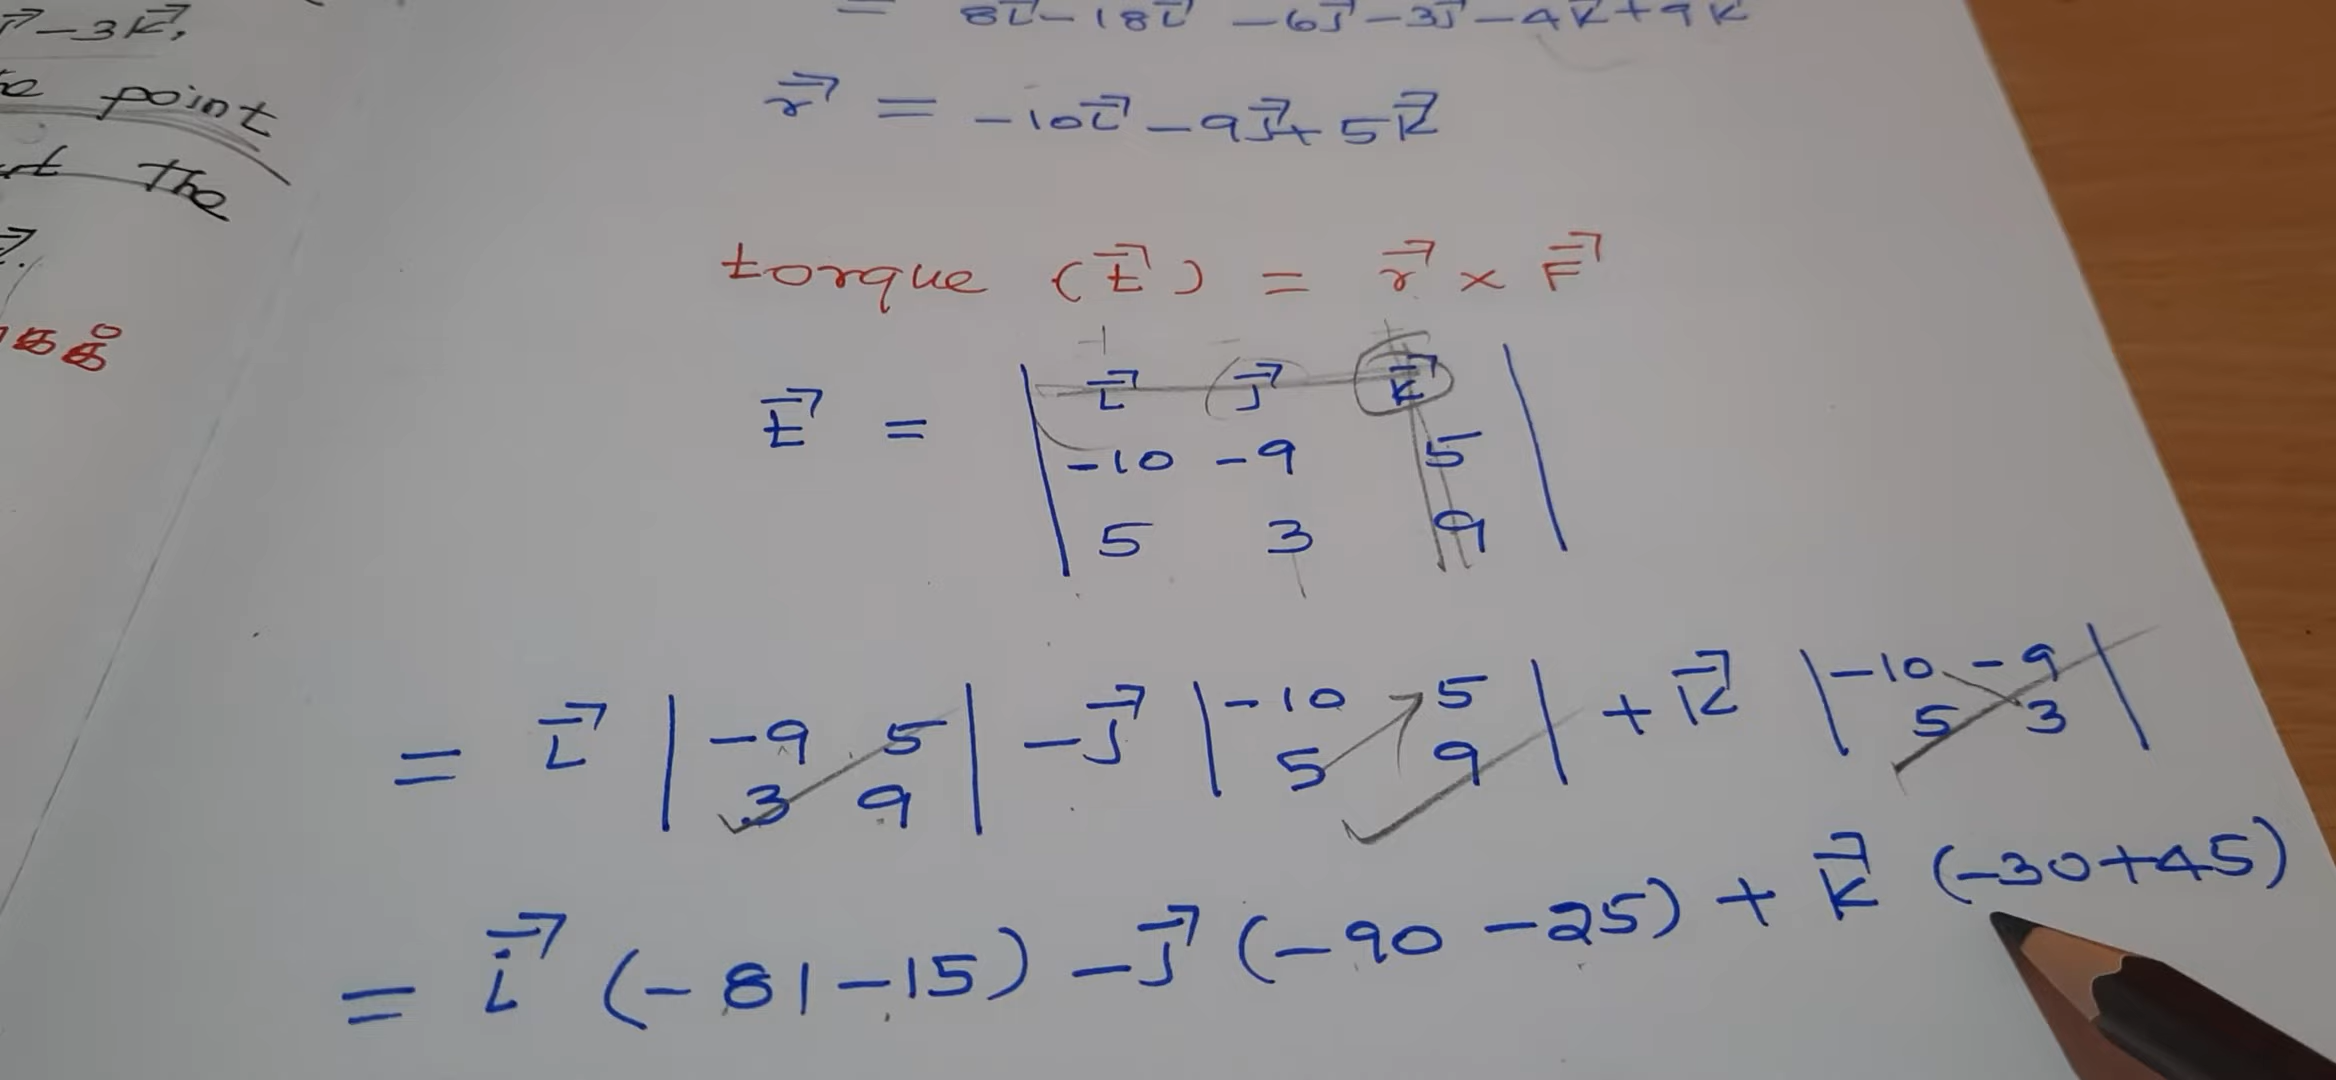 i⃗ - 3k⃗,
point
the
= 8i⃗ - 18i⃗ - 6j⃗ - 3j⃗ - 4k⃗ + 9k⃗
r⃗ = -10i⃗ - 9j⃗ + 5k⃗
torque (t⃗) = r⃗ × F⃗
+ -
t⃗ = | i⃗ j⃗ k⃗ |
| -10 -9 5 |
| 5 3 9 |
= i⃗ | -9 5 | - j⃗ | -10 5 | + k⃗ | -10 -9 |
| 3 9 | | 5 9 | | 5 3 |
= i⃗ (-81-15) - j⃗ (-90-25) + k⃗ (-30+45)